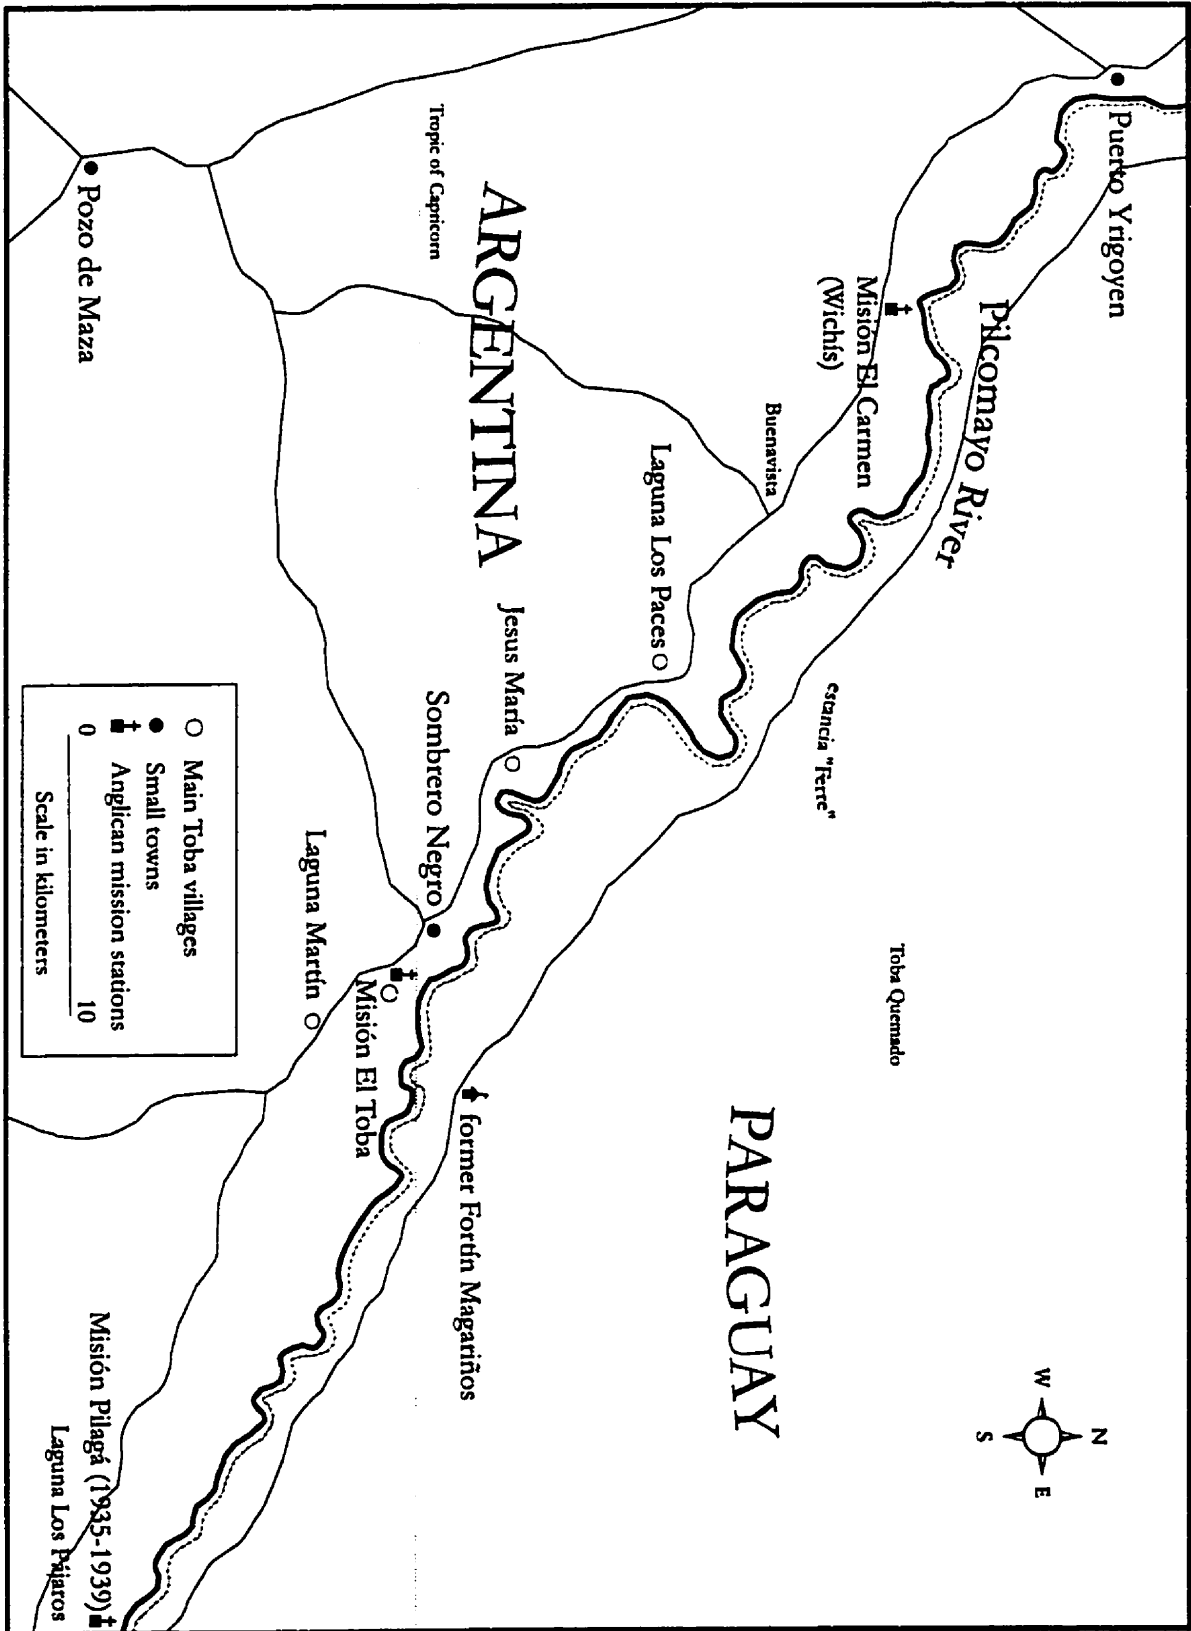 Puerto Yrigoyen
Pilcomayo River
Misión El Carmen
(Wichís)
Buenavista
Laguna Los Paces
estancia "Ferre"
Tropic of Capricorn
ARGENTINA
Jesus María
Sombrero Negro
Toba Quemado
PARAGUAY
N
W
E
S
Pozo de Maza
Laguna Martín
Misión El Toba
former Fortín Magariños
Misión Pilagá (1935-1939)
Laguna Los Pájaros
Main Toba villages
Small towns
Anglican mission stations
0 10
Scale in kilometers